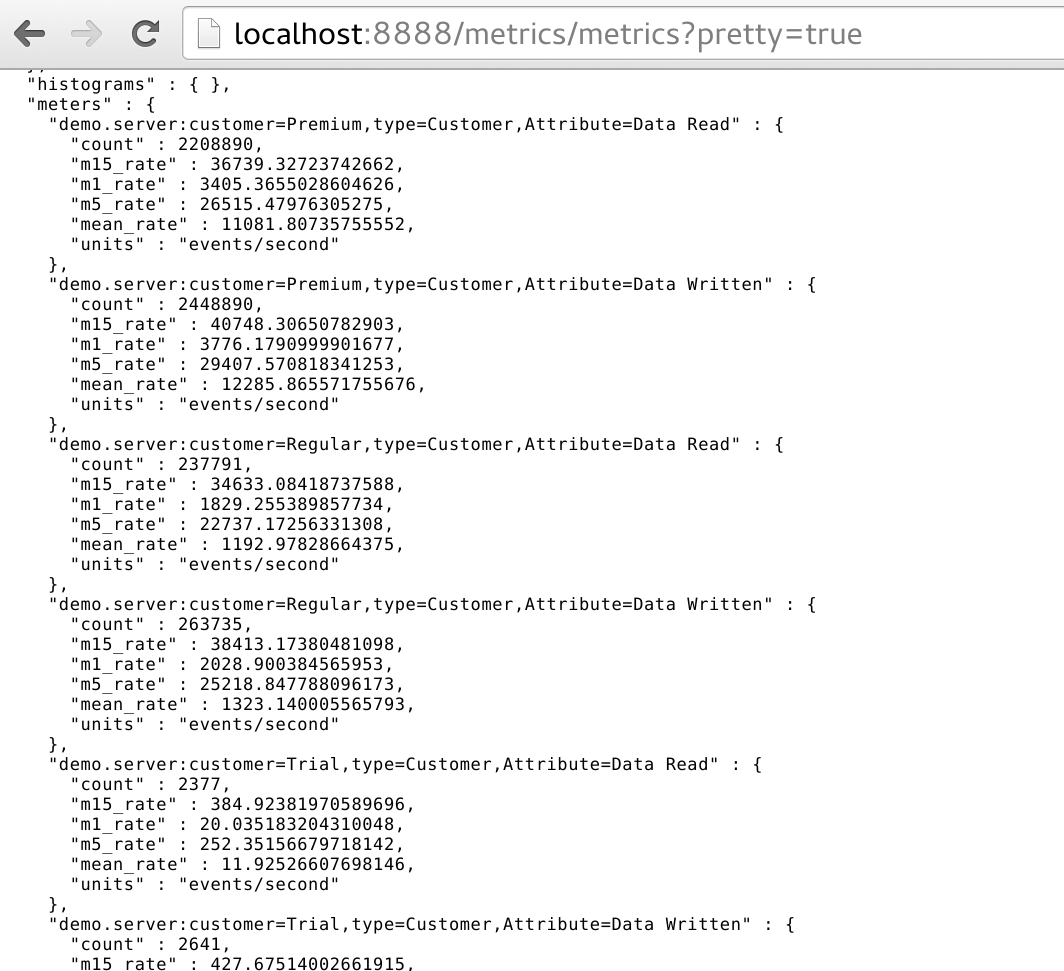 localhost:8888/metrics/metrics?pretty=true
},
"histograms" : { },
"meters" : {
"demo.server:customer=Premium,type=Customer,Attribute=Data Read" : {
"count" : 2208890,
"m15_rate" : 36739.32723742662,
"m1_rate" : 3405.3655028604626,
"m5_rate" : 26515.47976305275,
"mean_rate" : 11081.80735755552,
"units" : "events/second"
},
"demo.server:customer=Premium,type=Customer,Attribute=Data Written" : {
"count" : 2448890,
"m15_rate" : 40748.30650782903,
"m1_rate" : 3776.1790999901677,
"m5_rate" : 29407.570818341253,
"mean_rate" : 12285.865571755676,
"units" : "events/second"
},
"demo.server:customer=Regular,type=Customer,Attribute=Data Read" : {
"count" : 237791,
"m15_rate" : 34633.08418737588,
"m1_rate" : 1829.255389857734,
"m5_rate" : 22737.17256331308,
"mean_rate" : 1192.97828664375,
"units" : "events/second"
},
"demo.server:customer=Regular,type=Customer,Attribute=Data Written" : {
"count" : 263735,
"m15_rate" : 38413.17380481098,
"m1_rate" : 2028.900384565953,
"m5_rate" : 25218.847788096173,
"mean_rate" : 1323.140005565793,
"units" : "events/second"
},
"demo.server:customer=Trial,type=Customer,Attribute=Data Read" : {
"count" : 2377,
"m15_rate" : 384.92381970589696,
"m1_rate" : 20.035183204310048,
"m5_rate" : 252.35156679718142,
"mean_rate" : 11.92526607698146,
"units" : "events/second"
},
"demo.server:customer=Trial,type=Customer,Attribute=Data Written" : {
"count" : 2641,
"m15_rate" : 427.67514002661915,